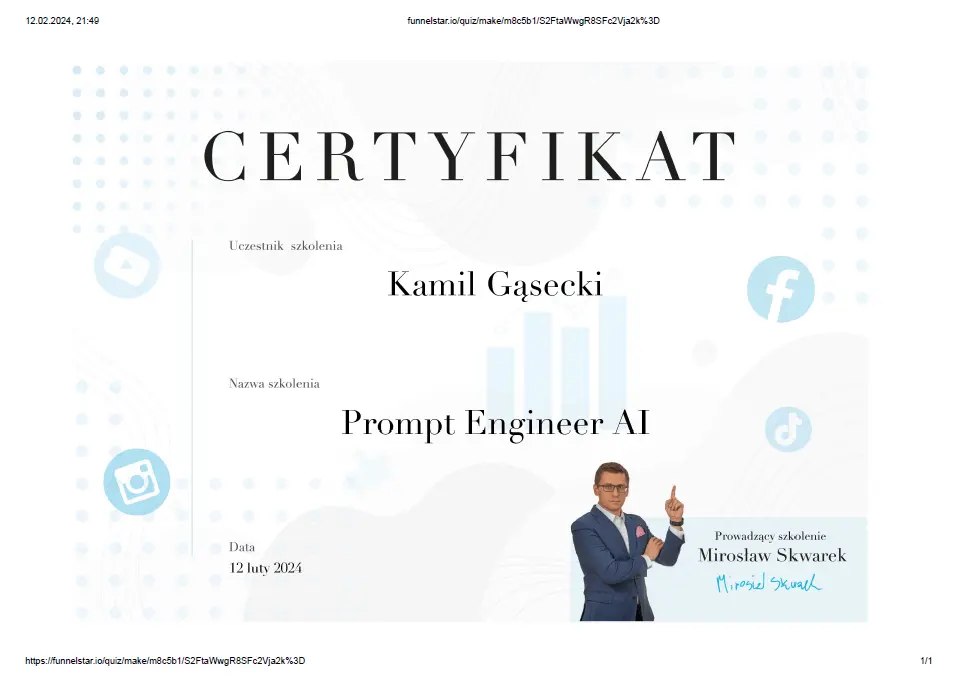 12.02.2024, 21:49
funnelstar.io/quiz/make/m8c5b1/S2FtaWwgR8SFc2Vja2k%3D
CERTYFIKAT
Uczestnik szkolenia
Kamil Gąsecki
Nazwa szkolenia
Prompt Engineer AI
Data
12 luty 2024
Prowadzący szkolenie
Mirosław Skwarek
https://funnelstar.io/quiz/make/m8c5b1/S2FtaWwgR8SFc2Vja2k%3D
1/1